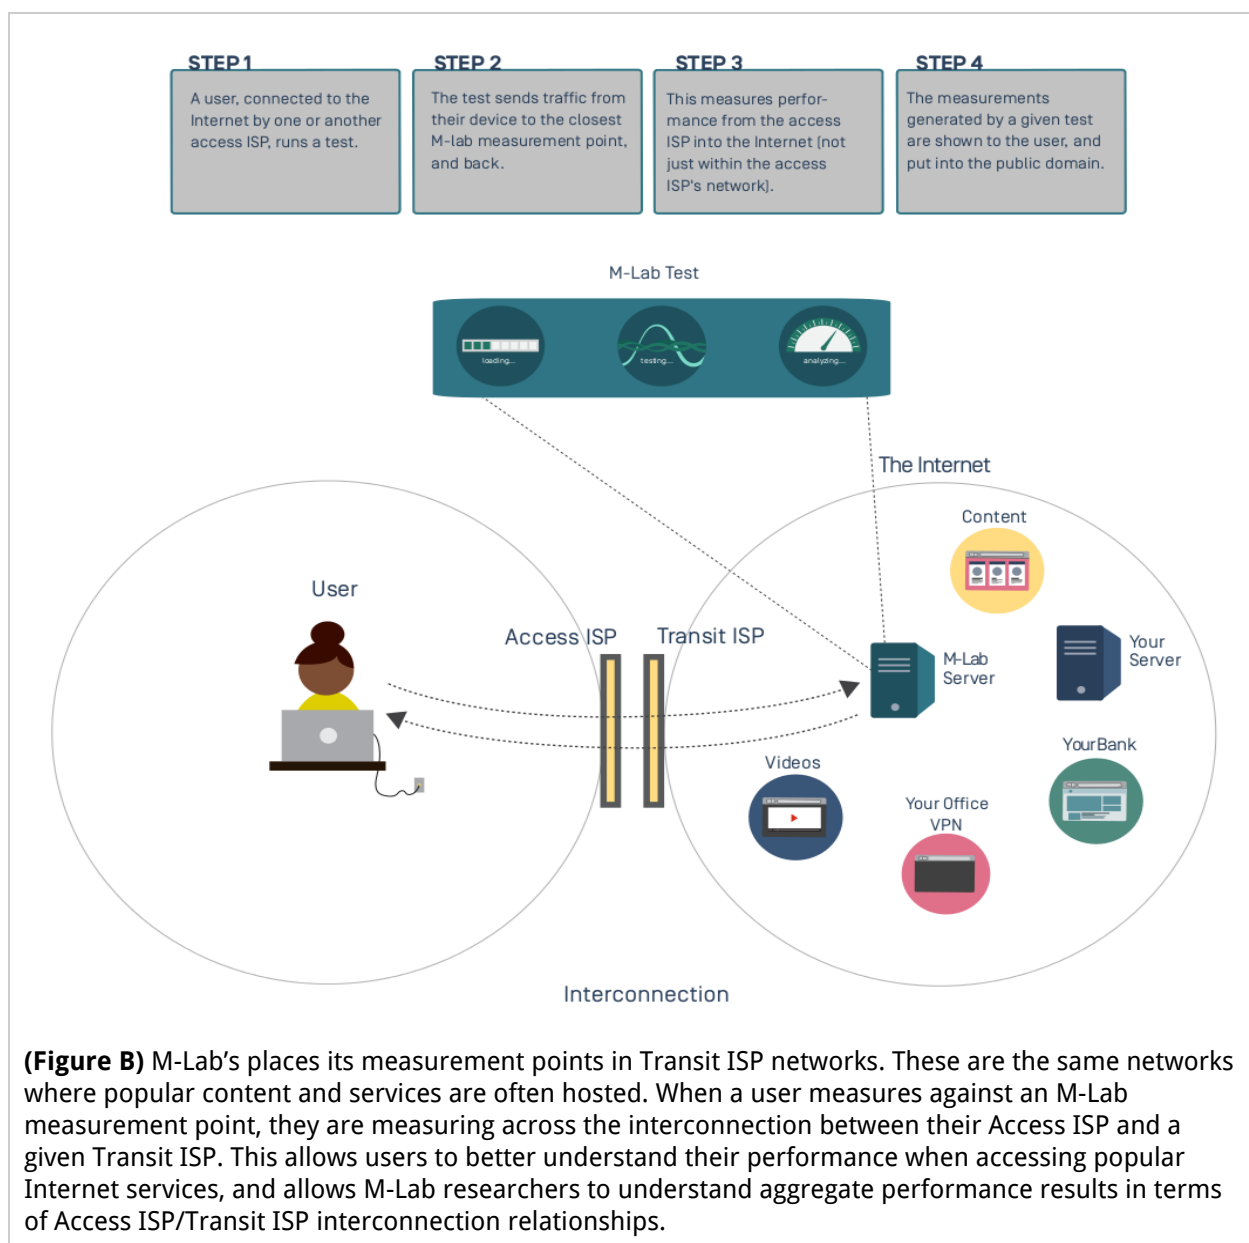 STEP 1
A user, connected to the
Internet by one or another
access ISP, runs a test.
STEP 2
The test sends traffic from
their device to the closest
M-lab measurement point,
and back.
STEP 3
This measures perfor-
mance from the access
ISP into the Internet (not
just within the access
ISP's network).
STEP 4
The measurements
generated by a given test
are shown to the user, and
put into the public domain.
M-Lab Test
loading...
testing...
analyzing...
The Internet
Content
User
Access ISP
Transit ISP
M-Lab
Server
Your
Server
Videos
YourBank
Your Office
VPN
Interconnection
(Figure B) M-Lab’s places its measurement points in Transit ISP networks. These are the same networks
where popular content and services are often hosted. When a user measures against an M-Lab
measurement point, they are measuring across the interconnection between their Access ISP and a
given Transit ISP. This allows users to better understand their performance when accessing popular
Internet services, and allows M-Lab researchers to understand aggregate performance results in terms
of Access ISP/Transit ISP interconnection relationships.